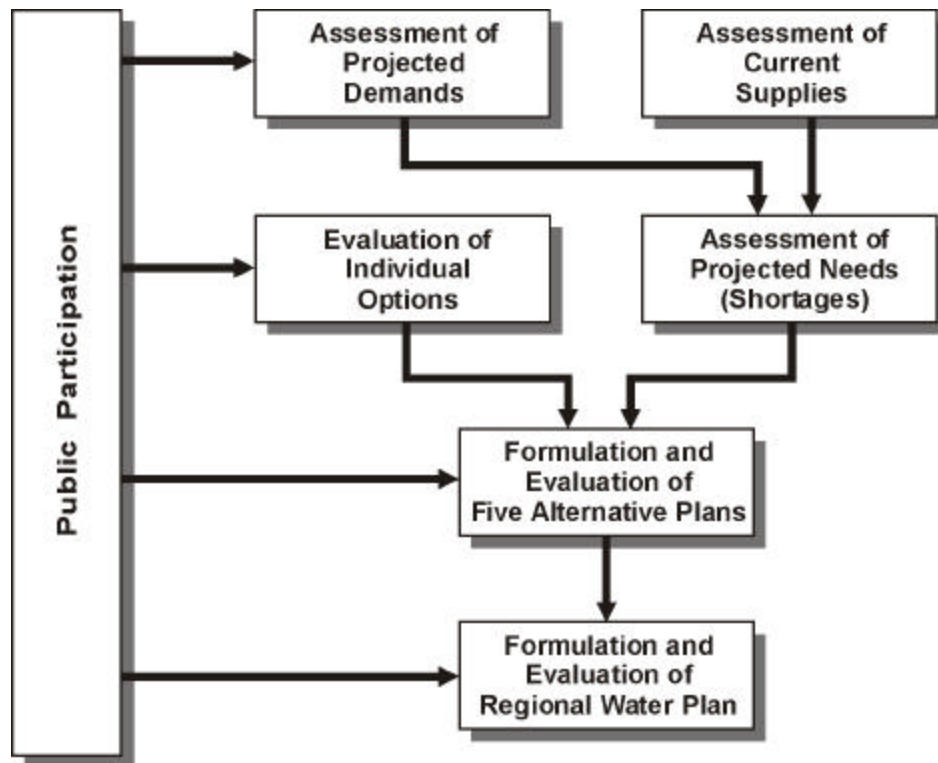 Public Participation
Assessment of
Projected
Demands
Assessment of
Current
Supplies
Evaluation of
Individual
Options
Assessment of
Projected Needs
(Shortages)
Formulation and
Evaluation of
Five Alternative Plans
Formulation and
Evaluation of
Regional Water Plan